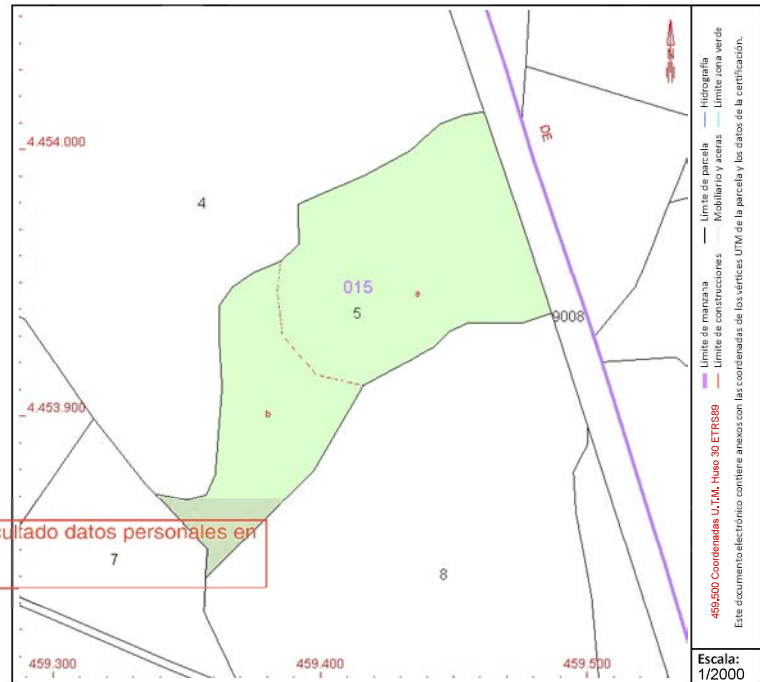 4.454.000
DE
4
015
a
5
9008
4.453.900
b
cultado datos personales en
7
8
459.300
459.400
459.500
N
Límite de manzana
Límite de parcela
Hidrografía
Límite de construcciones
Mobiliario y aceras
Límite zona verde
459.500 Coordenadas U.T.M. Huso 30 ETRS89
Este documento electrónico contiene anexos con las coordenadas de los vértices UTM de la parcela y los datos de la certificación.
Escala:
1/2000